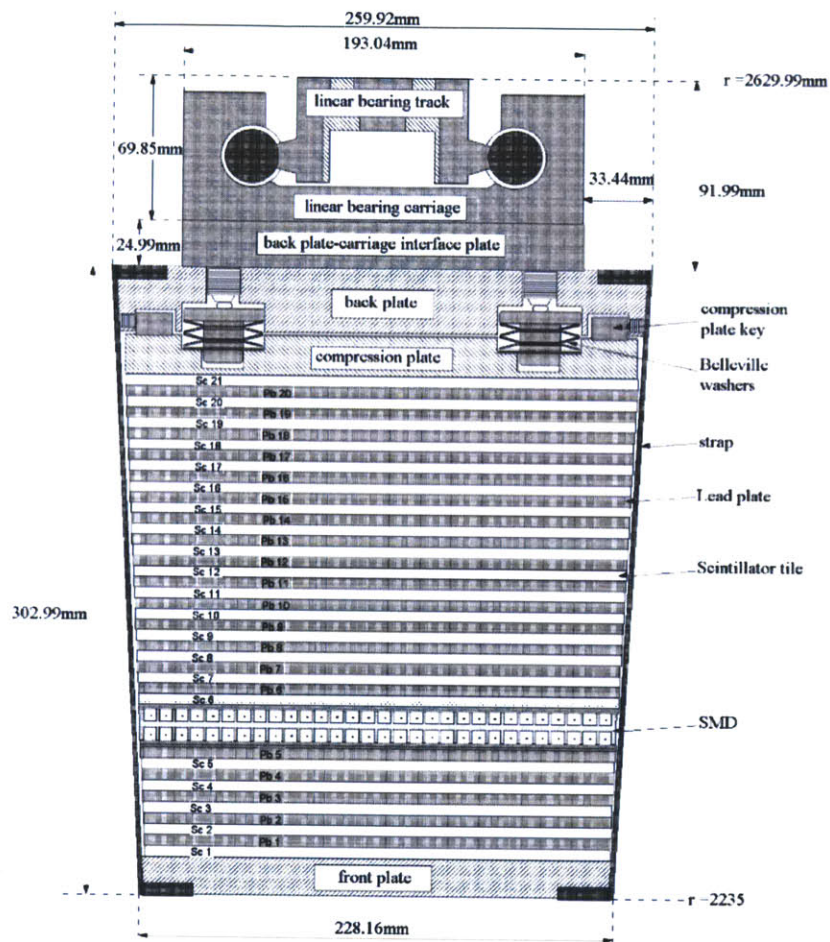 259.92mm
193.04mm
r =2629.99mm
linear bearing track
69.85mm
33.44mm
91.99mm
linear bearing carriage
24.99mm
back plate-carriage interface plate
back plate
compression
plate key
compression plate
Belleville
washers
Sc 21
Pb 20
Sc 20
Pb 19
Sc 19
Pb 18
Sc 18
strap
Pb 17
Sc 17
Pb 16
Sc 16
Pb 15
Lead plate
Sc 15
Pb 14
Sc 14
Pb 13
Sc 13
Pb 12
Scintillator tile
Sc 12
Pb 11
Sc 11
Pb 10
302.99mm
Sc 10
Pb 9
Sc 9
Pb 8
Sc 8
Pb 7
Sc 7
Pb 6
Sc 6
SMD
Pb 5
Sc 5
Pb 4
Sc 4
Pb 3
Sc 3
Pb 2
Sc 2
Pb 1
Sc 1
front plate
r =2235
228.16mm